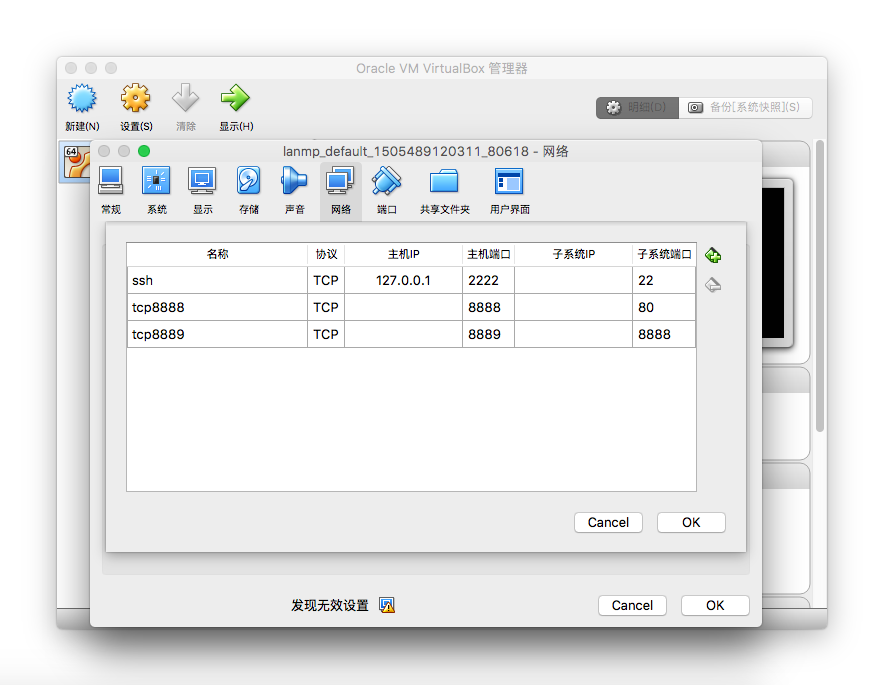 Oracle VM VirtualBox 管理器
新建(N) 设置(S) 清除 显示(H)
明细(D) 备份[系统快照](S)
64
lanmp_default_1505489120311_80618 - 网络
常规 系统 显示 存储 声音 网络 端口 共享文件夹 用户界面
名称 协议 主机IP 主机端口 子系统IP 子系统端口
ssh TCP 127.0.0.1 2222 22
tcp8888 TCP 8888 80
tcp8889 TCP 8889 8888
Cancel OK
发现无效设置 Cancel OK